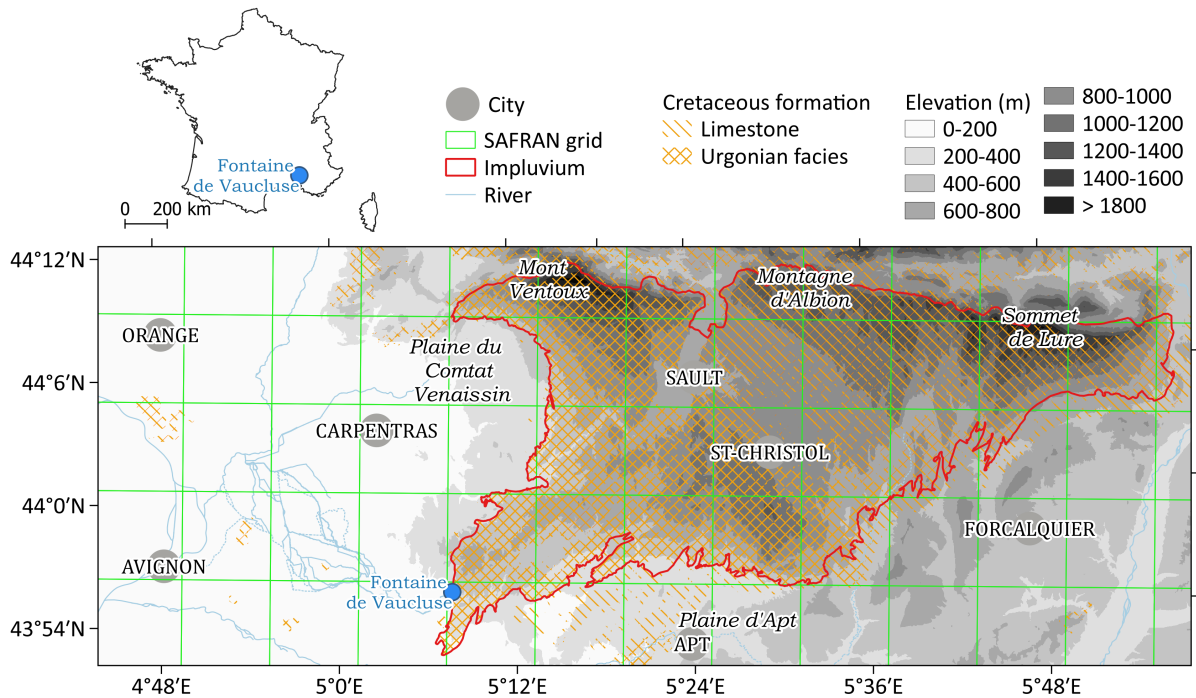 Fontaine
de Vaucluse
0 200 km
City
SAFRAN grid
Impluvium
River
Cretaceous formation
Limestone
Urgonian facies
Elevation (m)
0-200
200-400
400-600
600-800
800-1000
1000-1200
1200-1400
1400-1600
> 1800
44°12′N
44°6′N
44°0′N
43°54′N
Mont
Ventoux
Montagne
d'Albion
Sommet
de Lure
ORANGE
Plaine du
Comtat
Venaissin
SAULT
CARPENTRAS
ST-CHRISTOL
FORCALQUIER
AVIGNON
Fontaine
de Vaucluse
Plaine d'Apt
APT
4°48′E
5°0′E
5°12′E
5°24′E
5°36′E
5°48′E